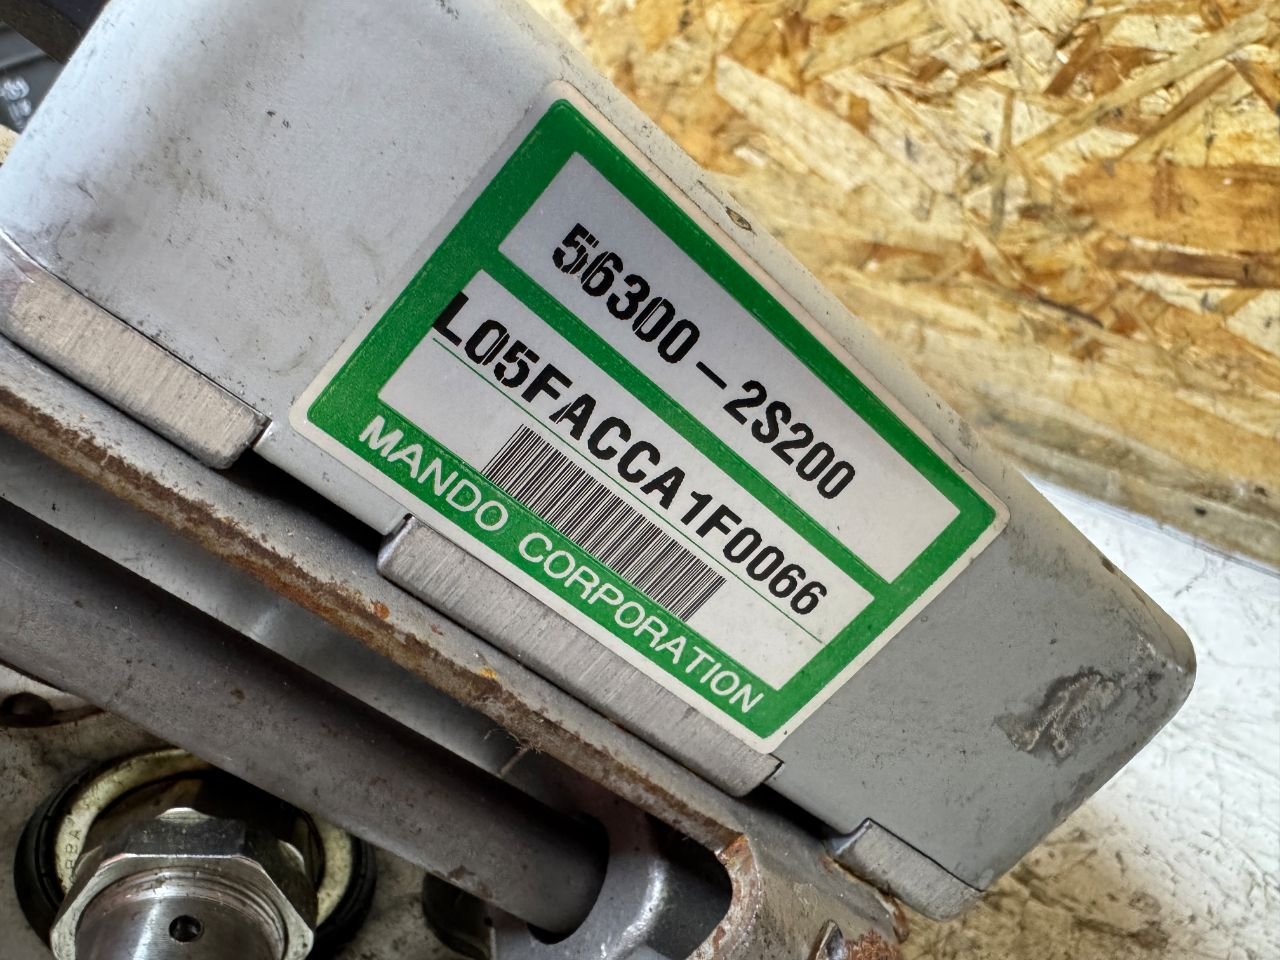 56300-2S200
L05FACCA1F0066
MANDO CORPORATION